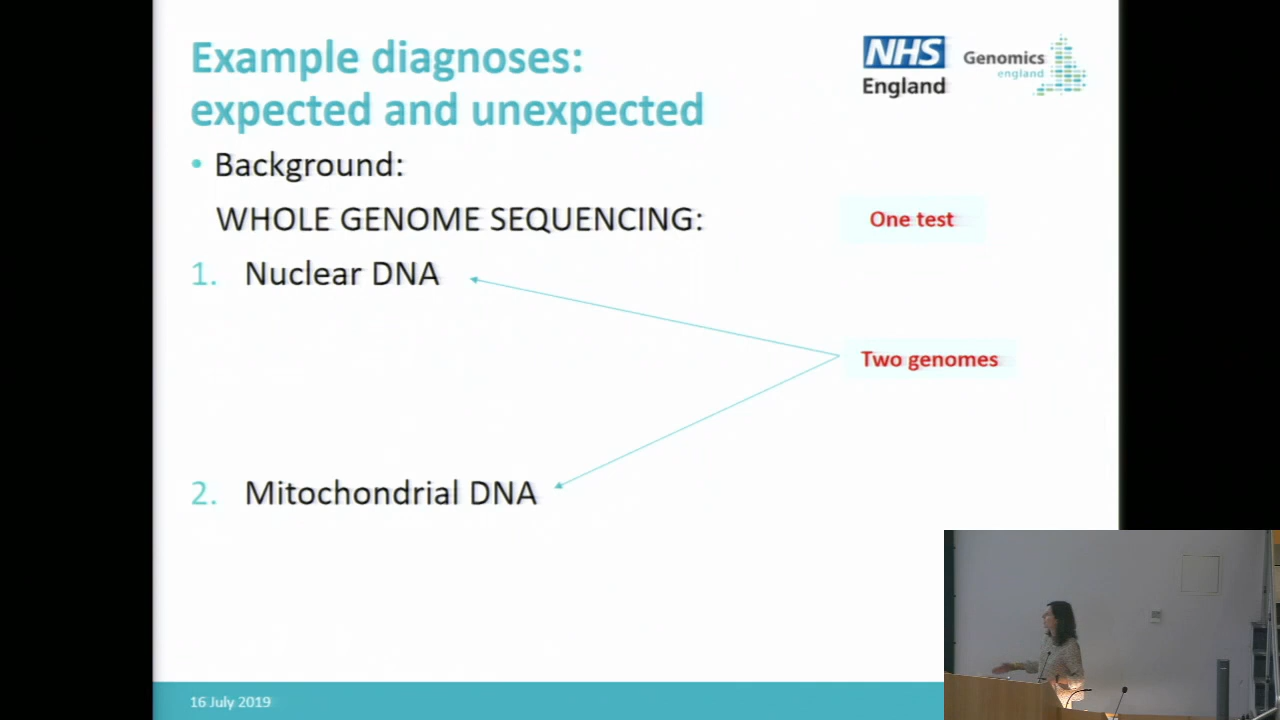 Example diagnoses:
expected and unexpected
NHS
England
Genomics
england
• Background:
WHOLE GENOME SEQUENCING:
One test
1. Nuclear DNA
Two genomes
2. Mitochondrial DNA
16 July 2019